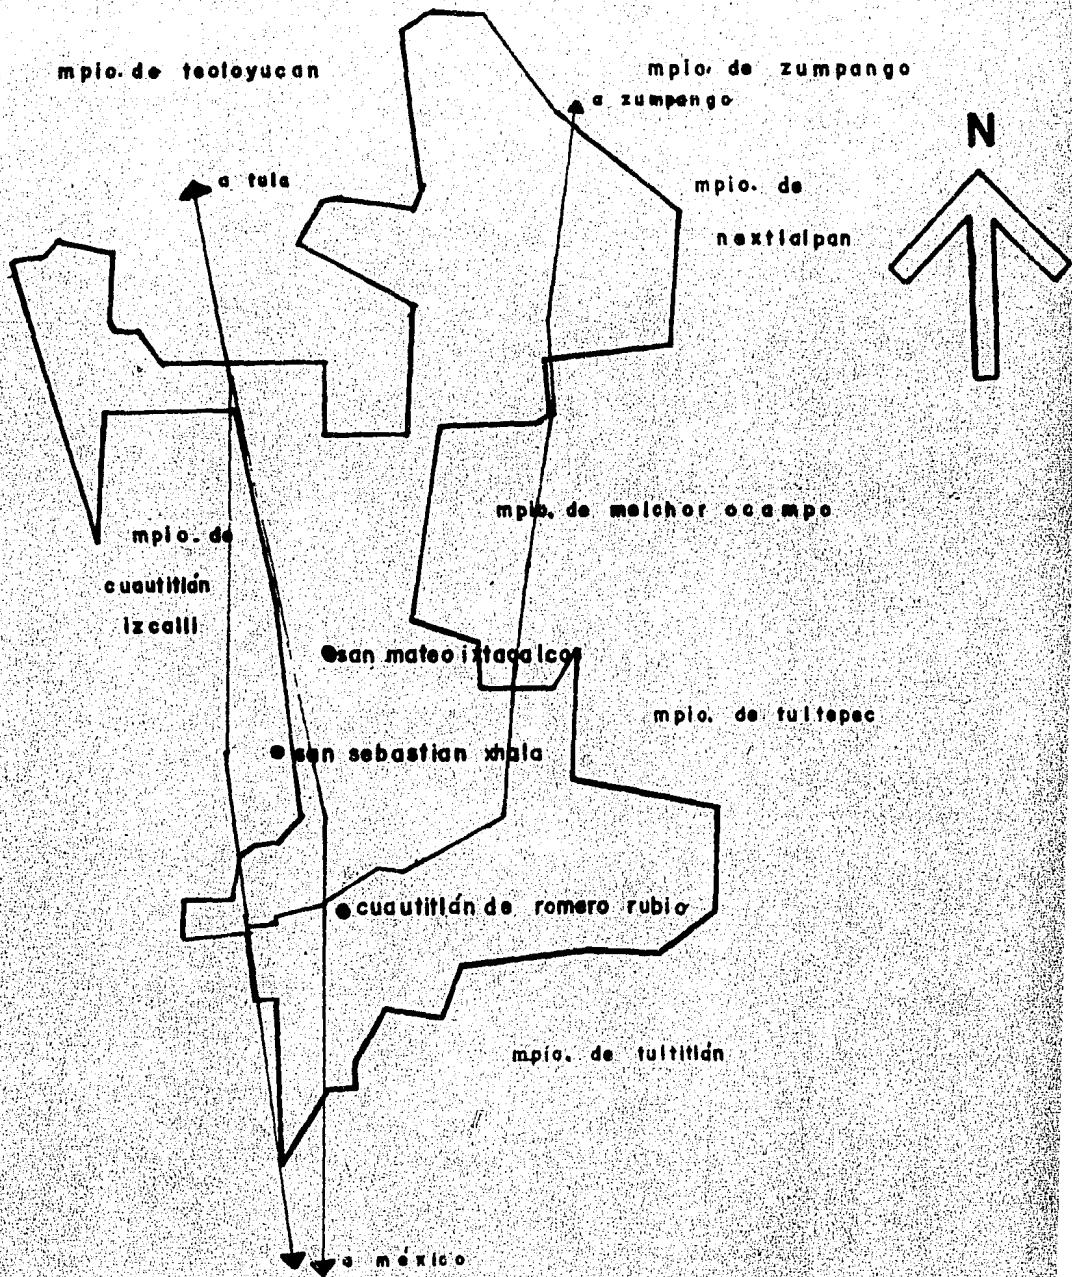 mpio. de teoloyucan
mpio. de zumpango
a zumpango
N
a tula
mpio. de
nextlalpan
mpio. de melchor ocampo
mpio. de
cuautitlán
izcalli
san mateo iztacalco
mpio. de tultepec
san sebastian xhala
cuautitlán de romero rubio
mpio. de tultitlán
a méxico